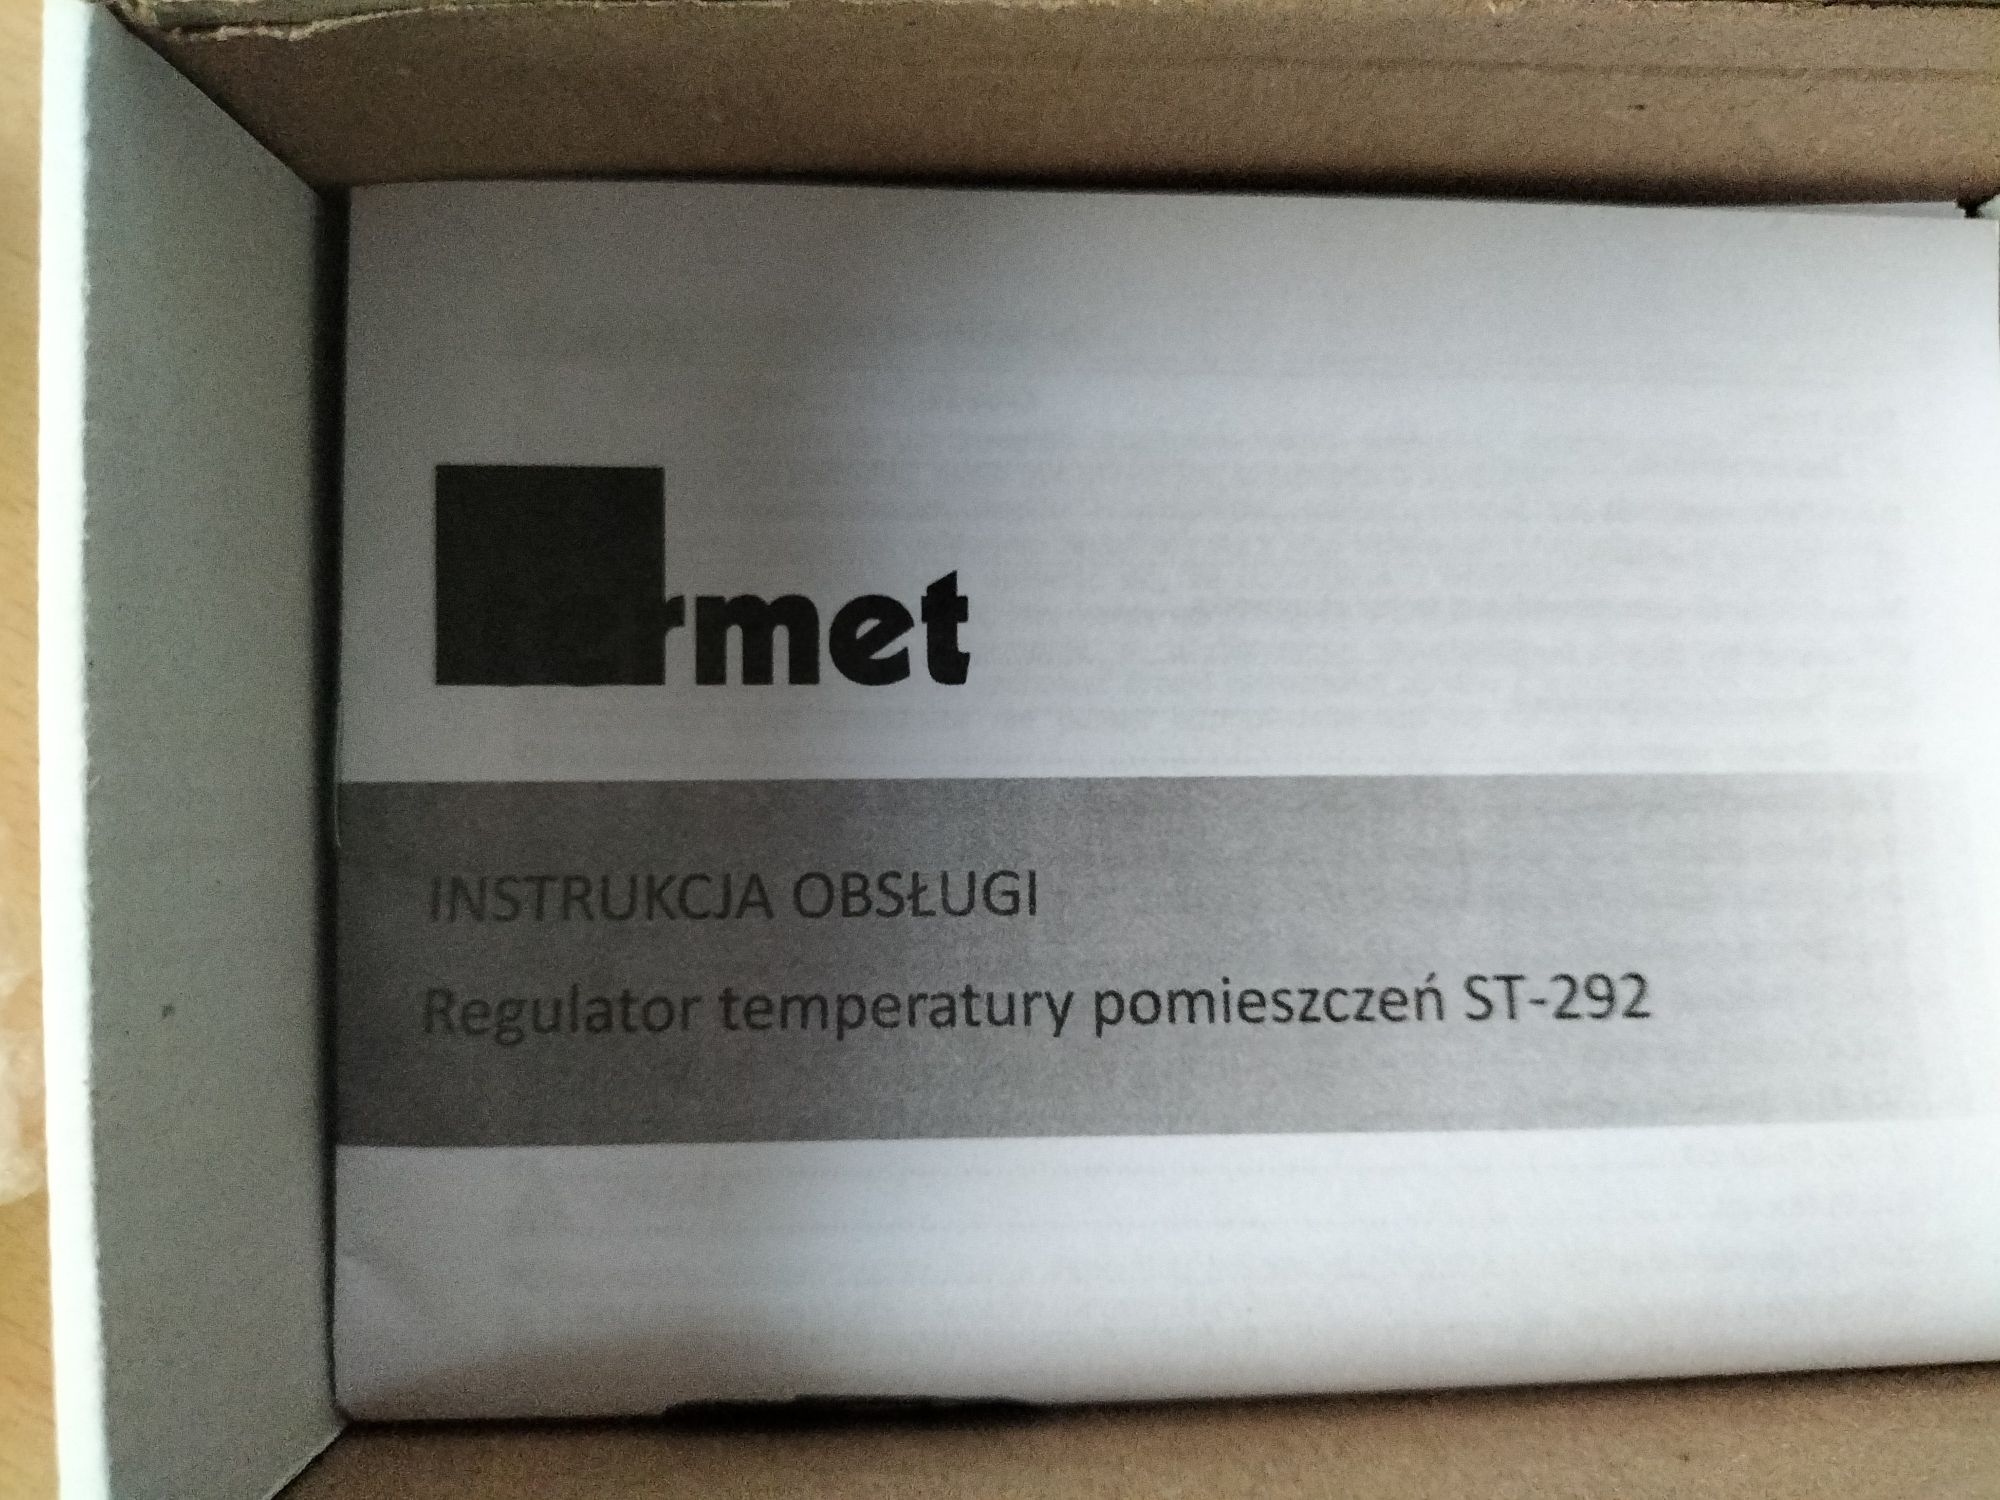 rmet
INSTRUKCJA OBSŁUGI
Regulator temperatury pomieszczeń ST-292